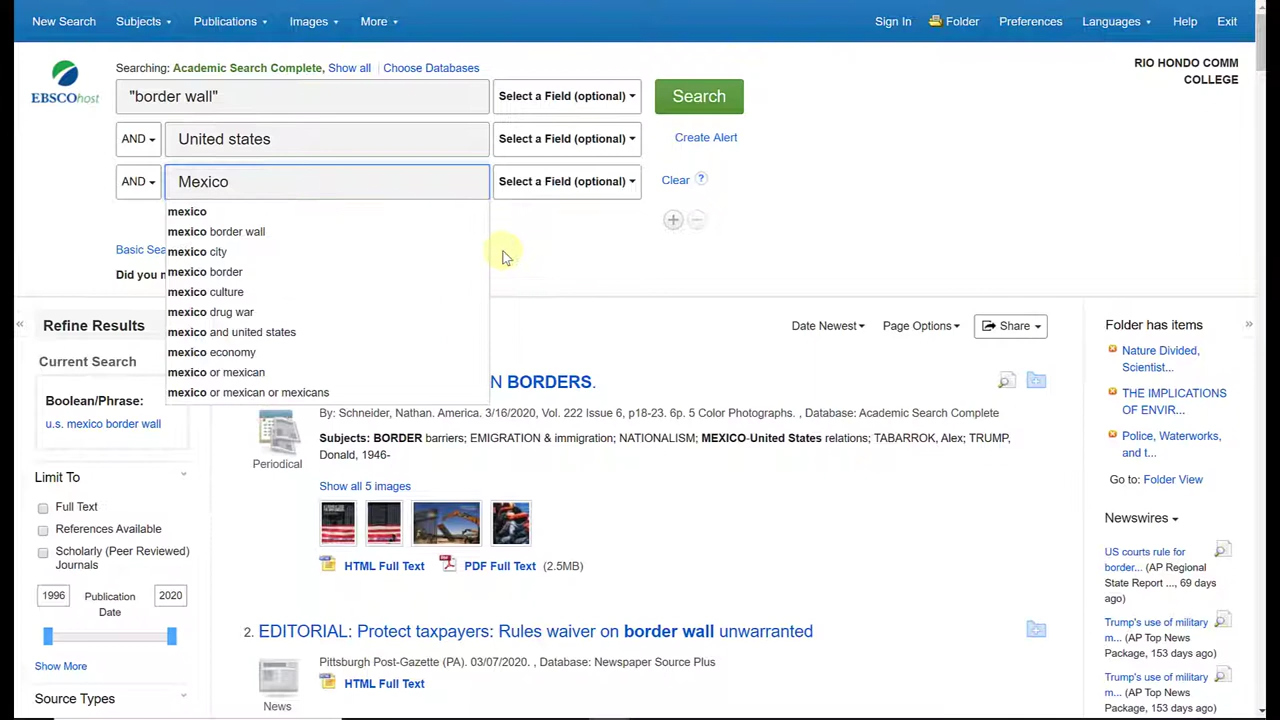 New Search Subjects Publications Images More Sign In Folder Preferences Languages Help Exit
Searching: Academic Search Complete, Show all | Choose Databases
RIO HONDO COMM
COLLEGE
EBSCOhost
"border wall" Select a Field (optional) Search
AND United states Select a Field (optional) Create Alert
AND Mexico Select a Field (optional) Clear ?
mexico
mexico border wall
mexico city
mexico border
mexico culture
mexico drug war
mexico and united states
mexico economy
mexico or mexican
mexico or mexican or mexicans
Basic Sea
Did you r
« Refine Results
Date Newest Page Options Share
Current Search
Boolean/Phrase:
u.s. mexico border wall
Limit To
Full Text
References Available
Scholarly (Peer Reviewed)
Journals
1996 Publication 2020
Date
Show More
Source Types
N BORDERS.
By: Schneider, Nathan. America. 3/16/2020, Vol. 222 Issue 6, p18-23. 6p. 5 Color Photographs. , Database: Academic Search Complete
Periodical
Subjects: BORDER barriers; EMIGRATION & immigration; NATIONALISM; MEXICO-United States relations; TABARROK, Alex; TRUMP,
Donald, 1946-
Show all 5 images
HTML Full Text PDF Full Text (2.5MB)
2. EDITORIAL: Protect taxpayers: Rules waiver on border wall unwarranted
Pittsburgh Post-Gazette (PA). 03/07/2020. , Database: Newspaper Source Plus
HTML Full Text
News
Folder has items »
Nature Divided,
Scientist...
THE IMPLICATIONS
OF ENVIR...
Police, Waterworks,
and t...
Go to: Folder View
Newswires
US courts rule for
border... (AP Regional
State Report ..., 69 days
ago)
Trump's use of military
m... (AP Top News
Package, 153 days ago)
Trump's use of military
m... (AP Top News
Package, 153 days ago)